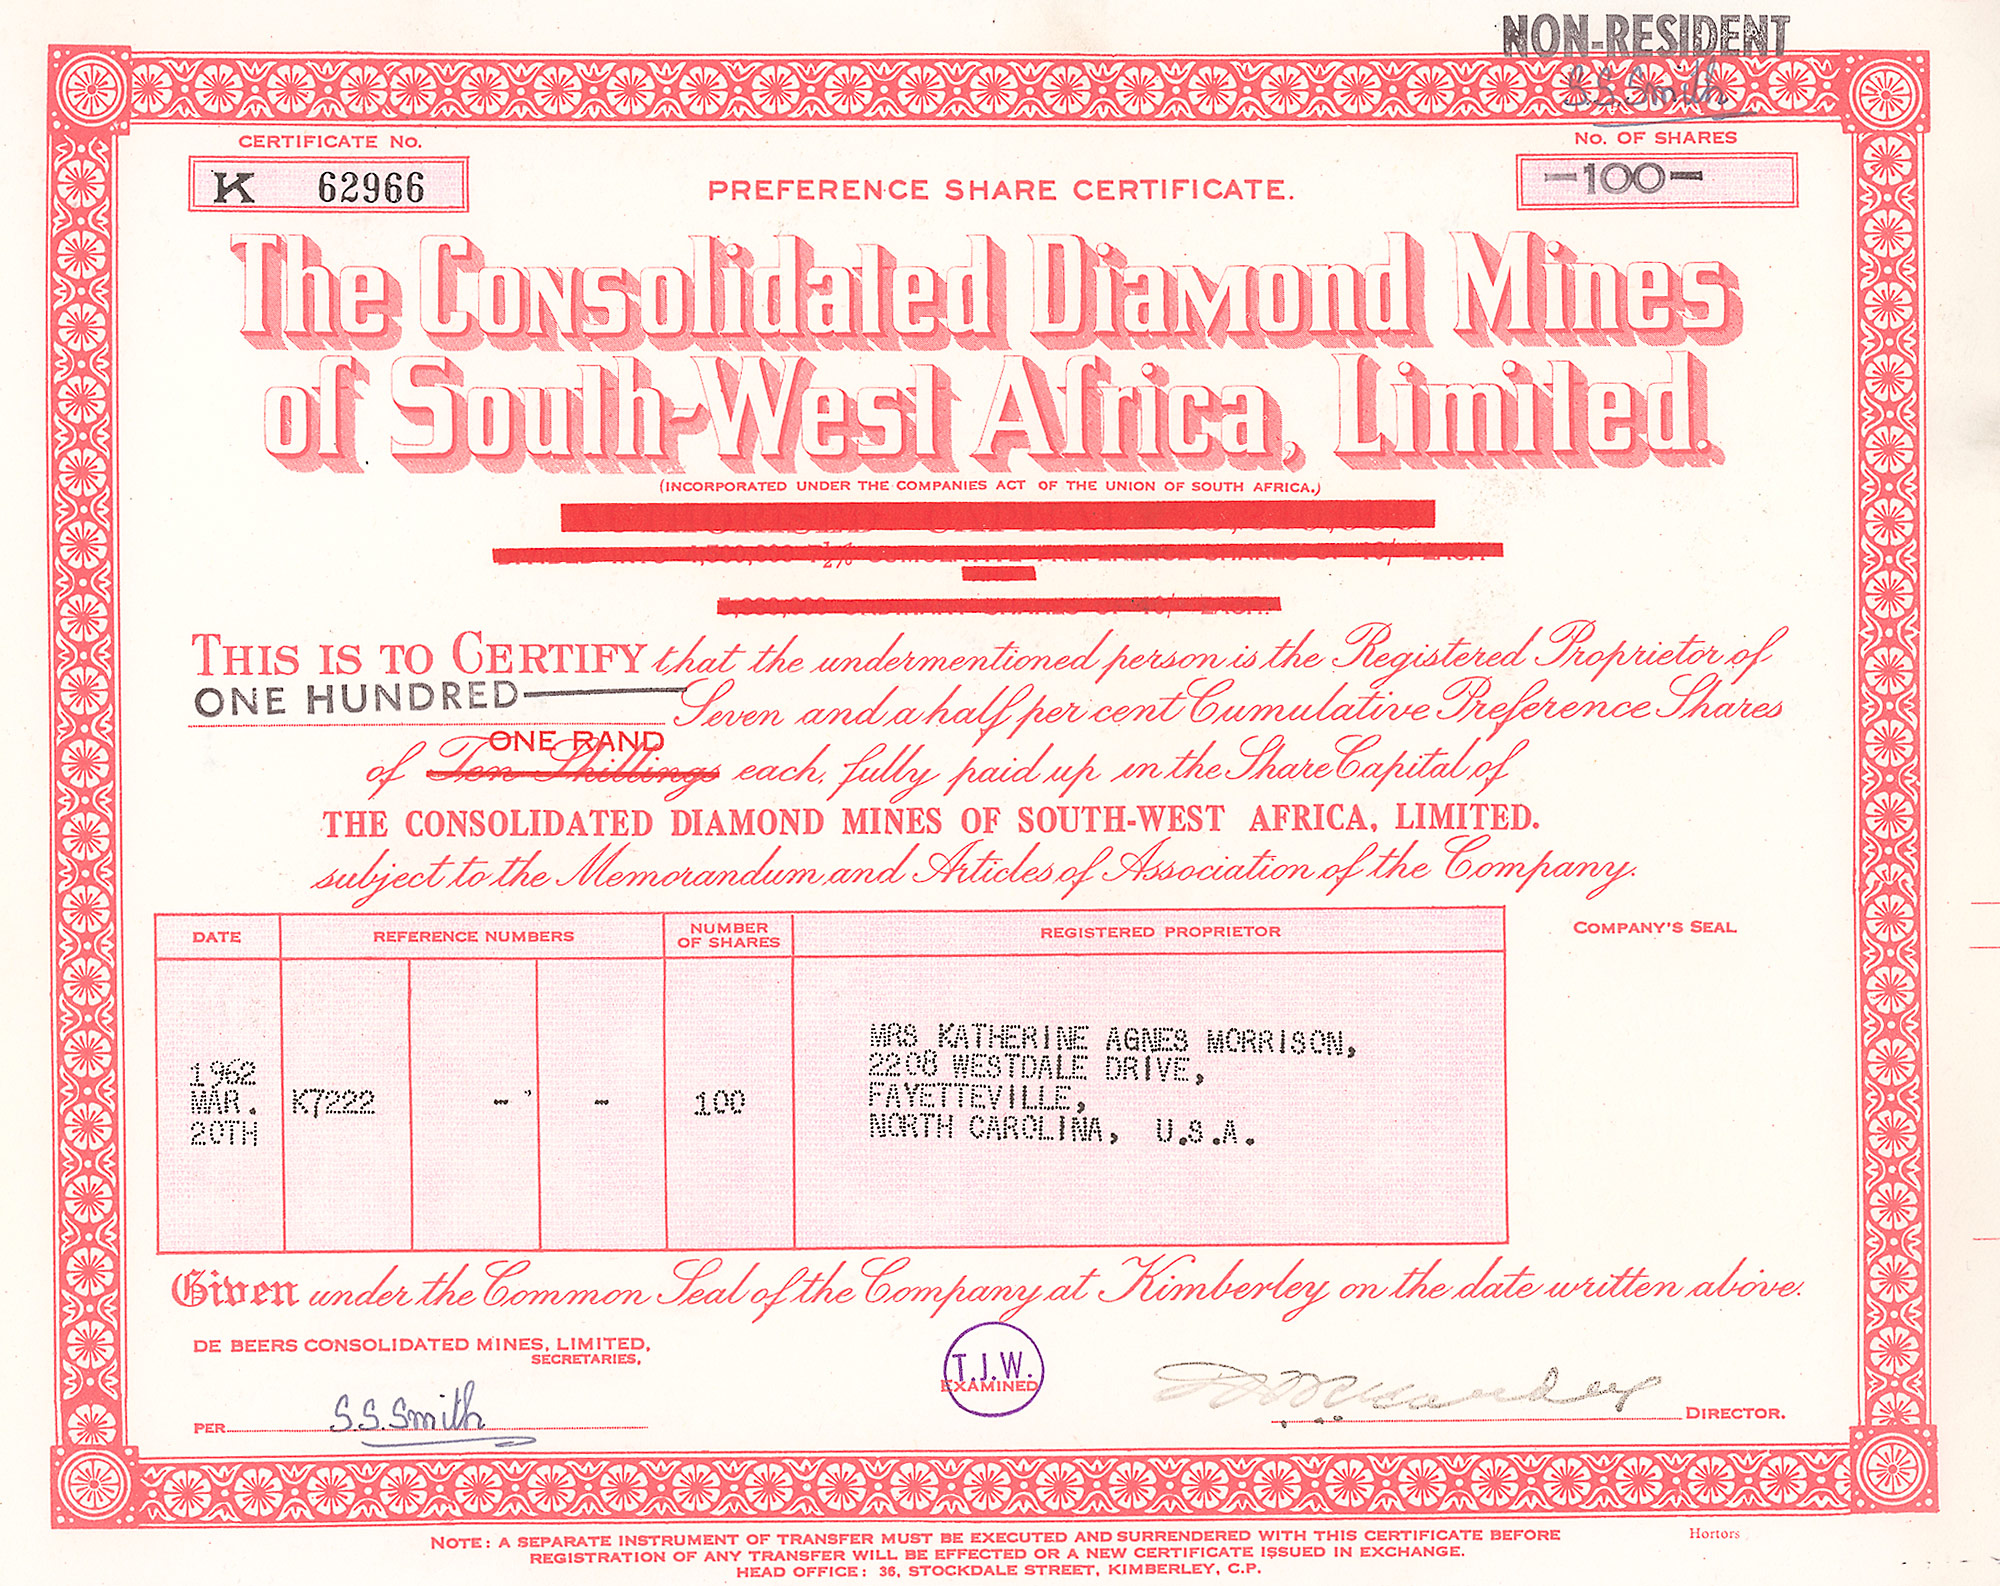 NON-RESIDENT
S.S. Smith
CERTIFICATE No.
K 62966
No. OF SHARES
-100-
PREFERENCE SHARE CERTIFICATE.
The Consolidated Diamond Mines
of South-West Africa, Limited.
(INCORPORATED UNDER THE COMPANIES ACT OF THE UNION OF SOUTH AFRICA.)
THIS IS TO CERTIFY that the undermentioned person is the Registered Proprietor of
ONE HUNDRED Seven and a half per cent Cumulative Preference Shares
ONE RAND
of Ten Shillings each, fully paid up in the Share Capital of
THE CONSOLIDATED DIAMOND MINES OF SOUTH-WEST AFRICA, LIMITED.
subject to the Memorandum and Articles of Association of the Company.
DATE REFERENCE NUMBERS NUMBER OF SHARES REGISTERED PROPRIETOR COMPANY'S SEAL
MRS KATHERINE AGNES MORRISON,
2208 WESTDALE DRIVE,
1962
MAR. K7222 - - 100 FAYETTEVILLE,
20TH NORTH CAROLINA, U.S.A.
Given under the Common Seal of the Company at Kimberley on the date written above.
DE BEERS CONSOLIDATED MINES, LIMITED,
SECRETARIES,
T.J.W.
EXAMINED
PER S.S. Smith
DIRECTOR.
NOTE: A SEPARATE INSTRUMENT OF TRANSFER MUST BE EXECUTED AND SURRENDERED WITH THIS CERTIFICATE BEFORE
REGISTRATION OF ANY TRANSFER WILL BE EFFECTED OR A NEW CERTIFICATE ISSUED IN EXCHANGE.
HEAD OFFICE: 36, STOCKDALE STREET, KIMBERLEY, C.P.
Hortors